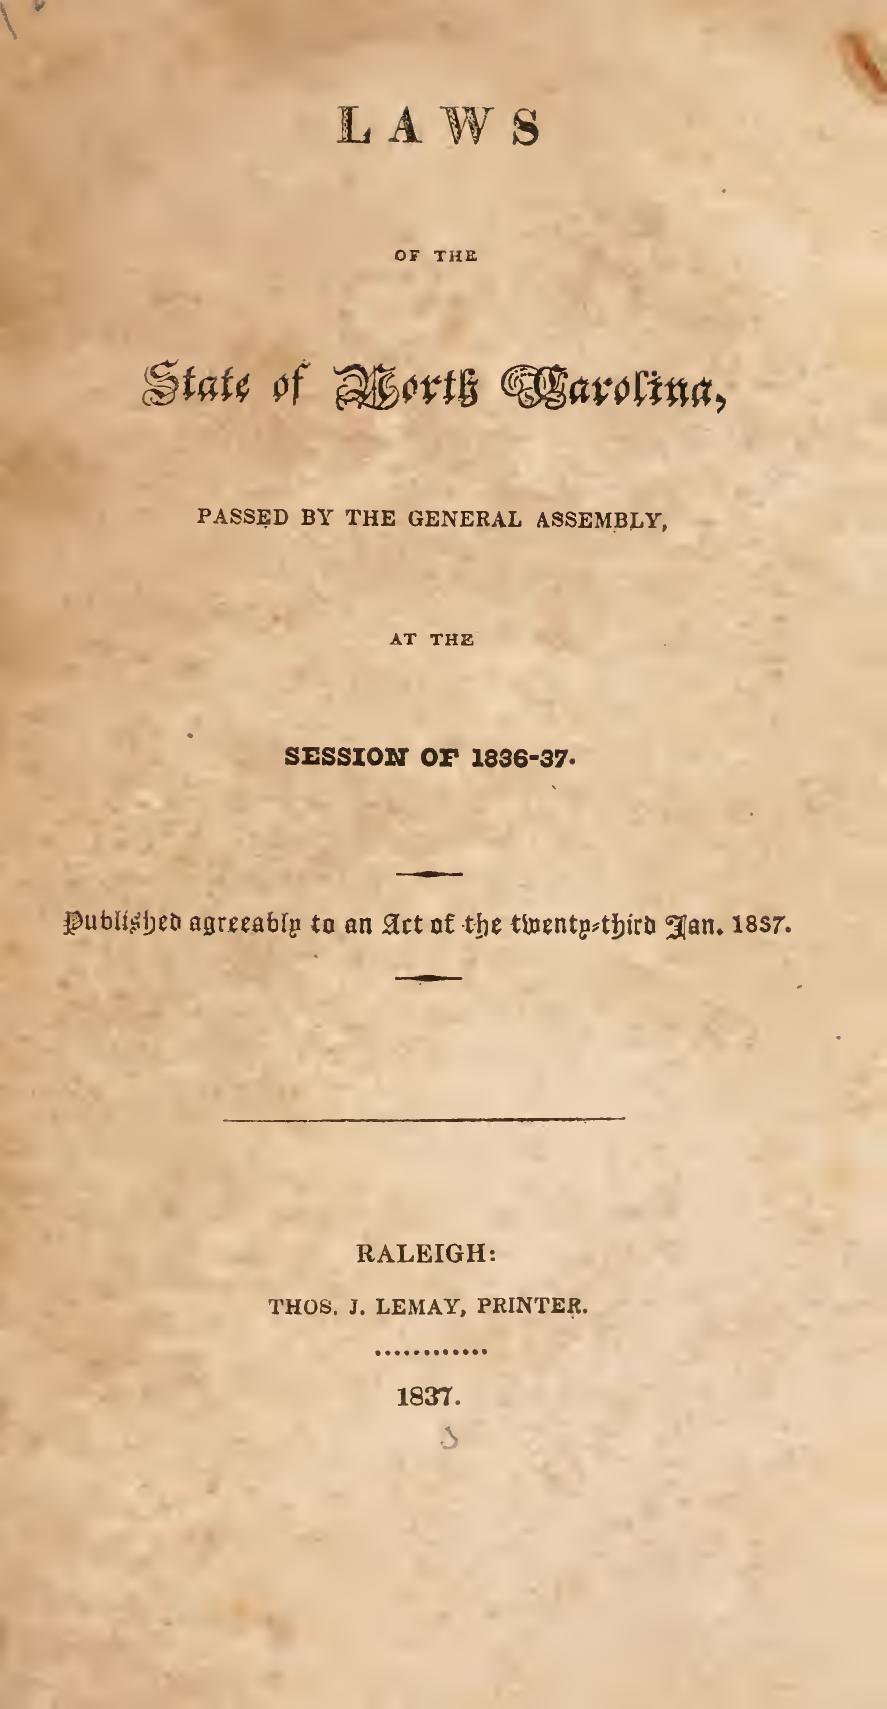 LAWS
OF THE
State of North Carolina,
PASSED BY THE GENERAL ASSEMBLY,
AT THE
SESSION OF 1836-37.
Published agreeably to an Act of the twenty-third Jan. 1837.
RALEIGH:
THOS. J. LEMAY, PRINTER.
............
1837.